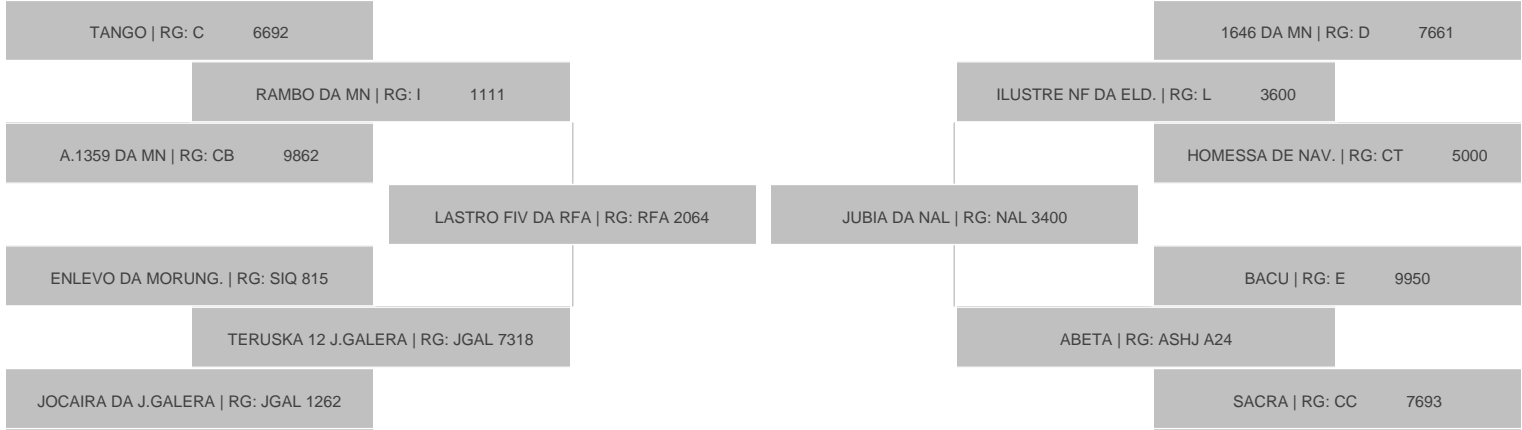 TANGO | RG: C 6692
1646 DA MN | RG: D 7661
RAMBO DA MN | RG: I 1111
ILUSTRE NF DA ELD. | RG: L 3600
A.1359 DA MN | RG: CB 9862
HOMESSA DE NAV. | RG: CT 5000
LASTRO FIV DA RFA | RG: RFA 2064
JUBIA DA NAL | RG: NAL 3400
ENLEVO DA MORUNG. | RG: SIQ 815
BACU | RG: E 9950
TERUSKA 12 J.GALERA | RG: JGAL 7318
ABETA | RG: ASHJ A24
JOCAIRA DA J.GALERA | RG: JGAL 1262
SACRA | RG: CC 7693